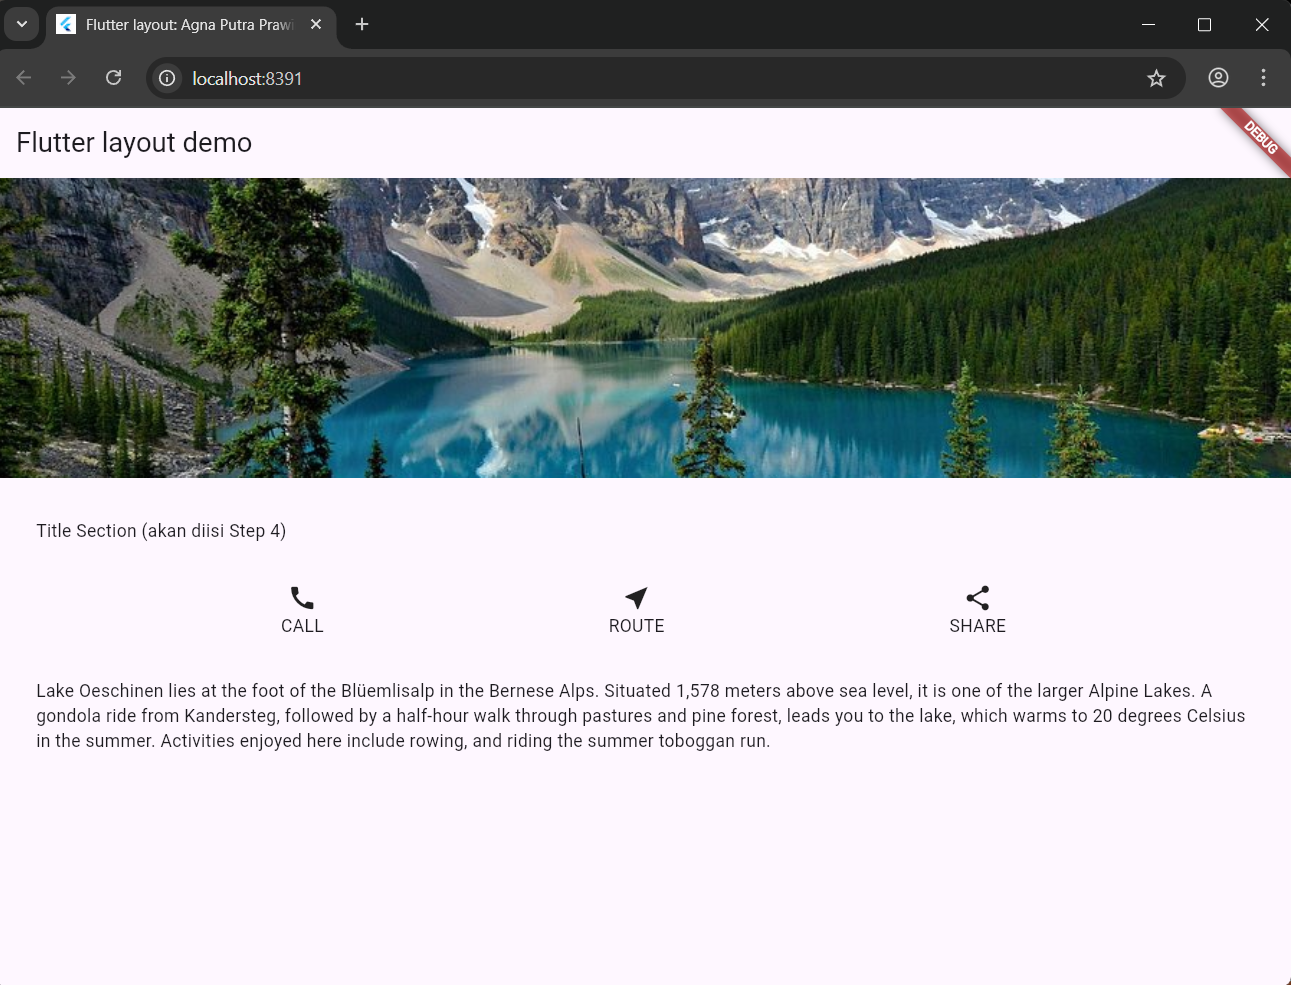 Flutter layout: Agna Putra Prawi
localhost:8391
Flutter layout demo
DEBUG
Title Section (akan diisi Step 4)
CALL
ROUTE
SHARE
Lake Oeschinen lies at the foot of the Blüemlisalp in the Bernese Alps. Situated 1,578 meters above sea level, it is one of the larger Alpine Lakes. A
gondola ride from Kandersteg, followed by a half-hour walk through pastures and pine forest, leads you to the lake, which warms to 20 degrees Celsius
in the summer. Activities enjoyed here include rowing, and riding the summer toboggan run.